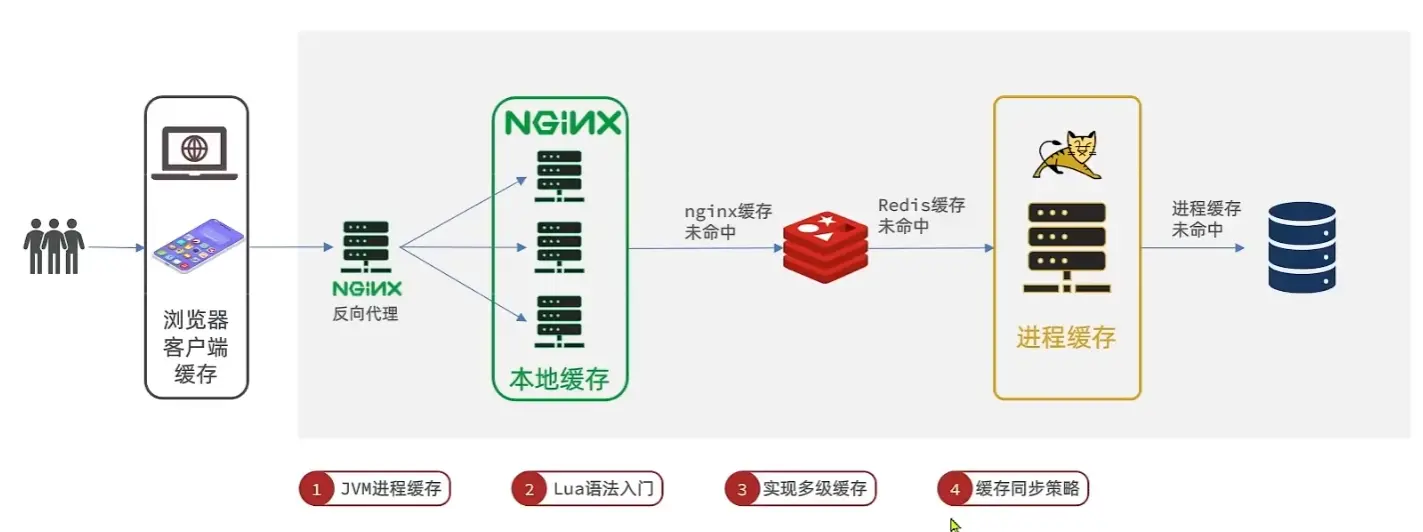 NGINX
nginx缓存
未命中
Redis缓存
未命中
进程缓存
未命中
NGINX
反向代理
浏览器
客户端
缓存
本地缓存
进程缓存
1 JVM进程缓存
2 Lua语法入门
3 实现多级缓存
4 缓存同步策略